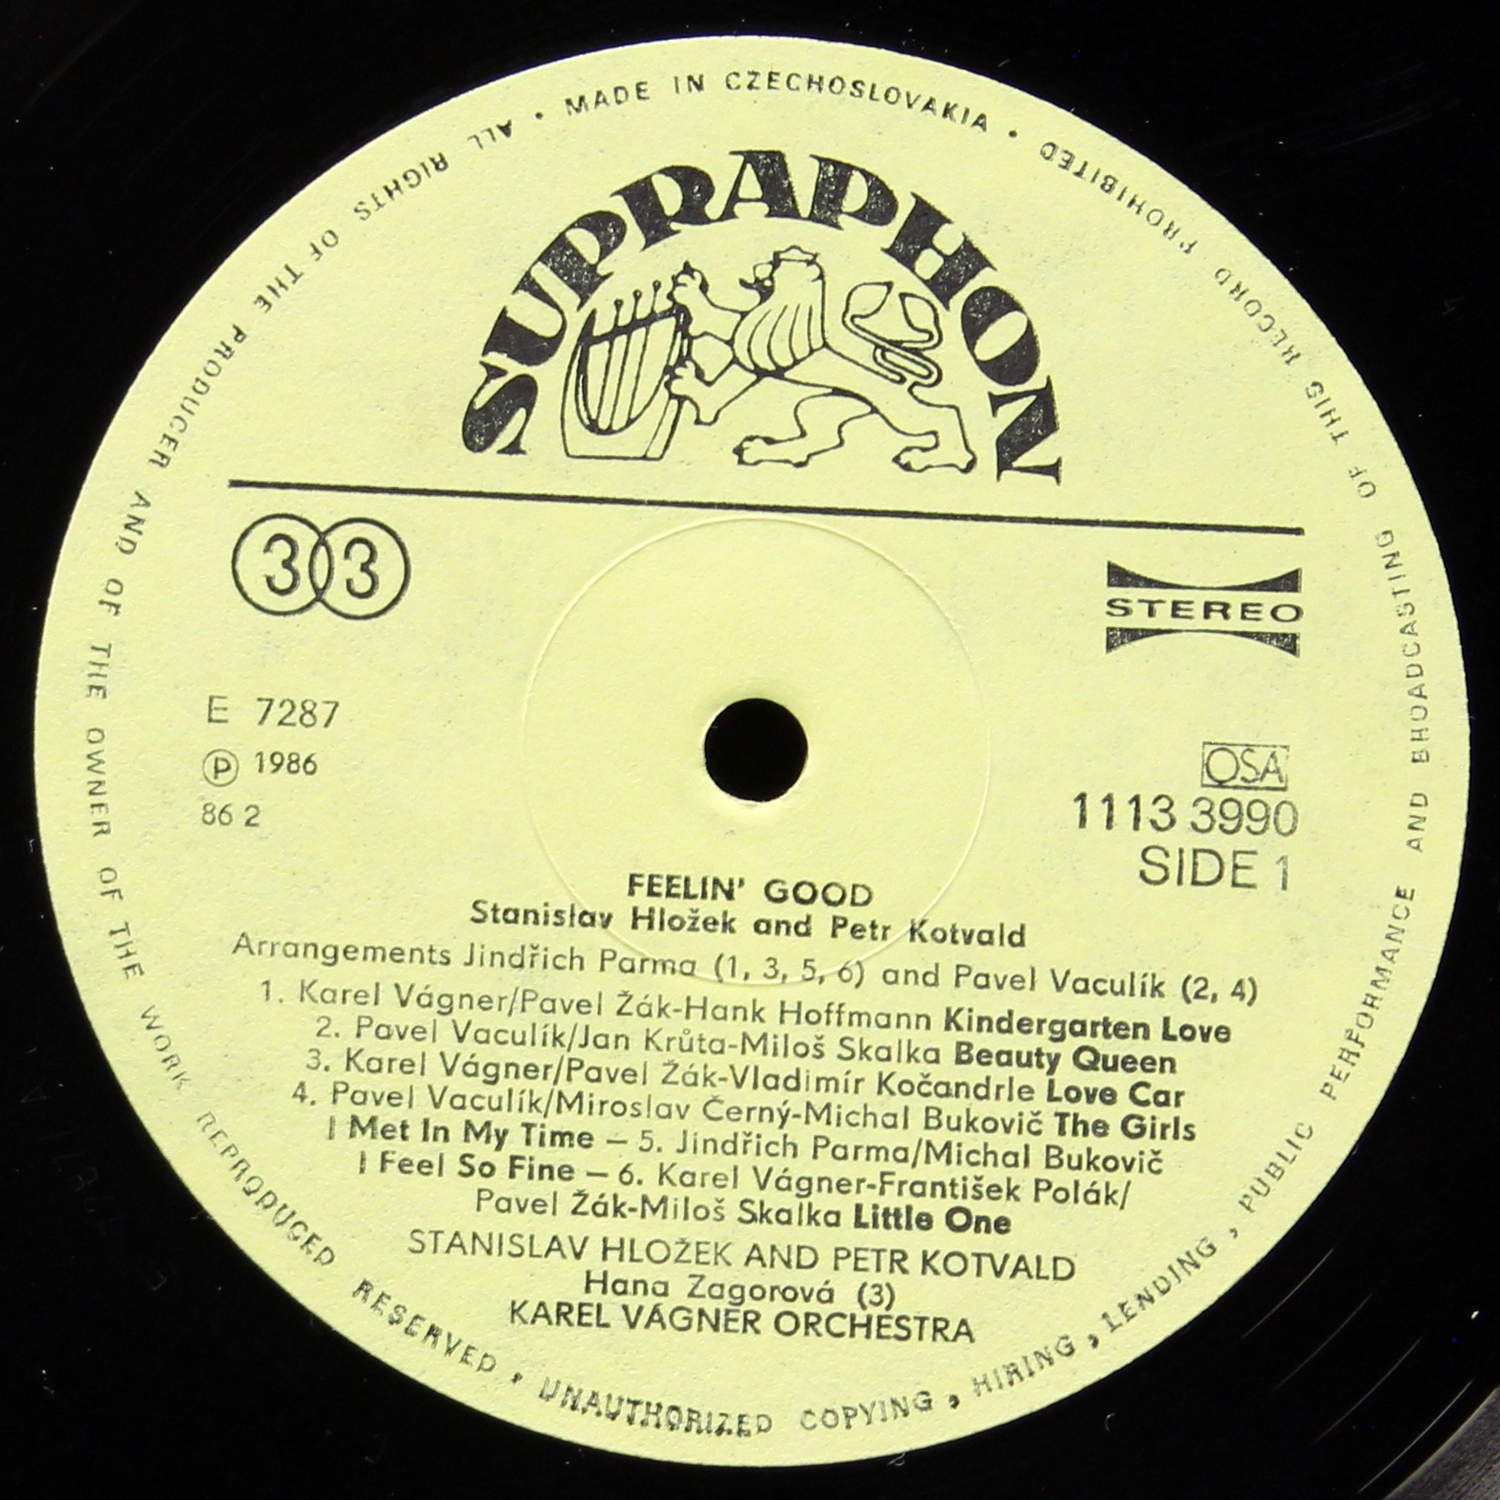 • MADE IN CZECHOSLOVAKIA •
ALL RIGHTS OF THE PRODUCER AND OF THE OWNER OF THE WORK REPRODUCED RESERVED • UNAUTHORIZED COPYING, HIRING, LENDING, PUBLIC PERFORMANCE AND BROADCASTING OF THIS RECORD PROHIBITED
SUPRAPHON
33
STEREO
E 7287
Ⓟ 1986
86 2
OSA
1113 3990
SIDE 1
FEELIN' GOOD
Stanislav Hložek and Petr Kotvald
Arrangements Jindřich Parma (1, 3, 5, 6) and Pavel Vaculík (2, 4)
1. Karel Vágner/Pavel Žák-Hank Hoffmann Kindergarten Love
2. Pavel Vaculík/Jan Krůta-Miloš Skalka Beauty Queen
3. Karel Vágner/Pavel Žák-Vladimír Kočandrle Love Car
4. Pavel Vaculík/Miroslav Černý-Michal Bukovič The Girls
I Met In My Time – 5. Jindřich Parma/Michal Bukovič
I Feel So Fine – 6. Karel Vágner-František Polák/
Pavel Žák-Miloš Skalka Little One
STANISLAV HLOŽEK AND PETR KOTVALD
Hana Zagorová (3)
KAREL VÁGNER ORCHESTRA